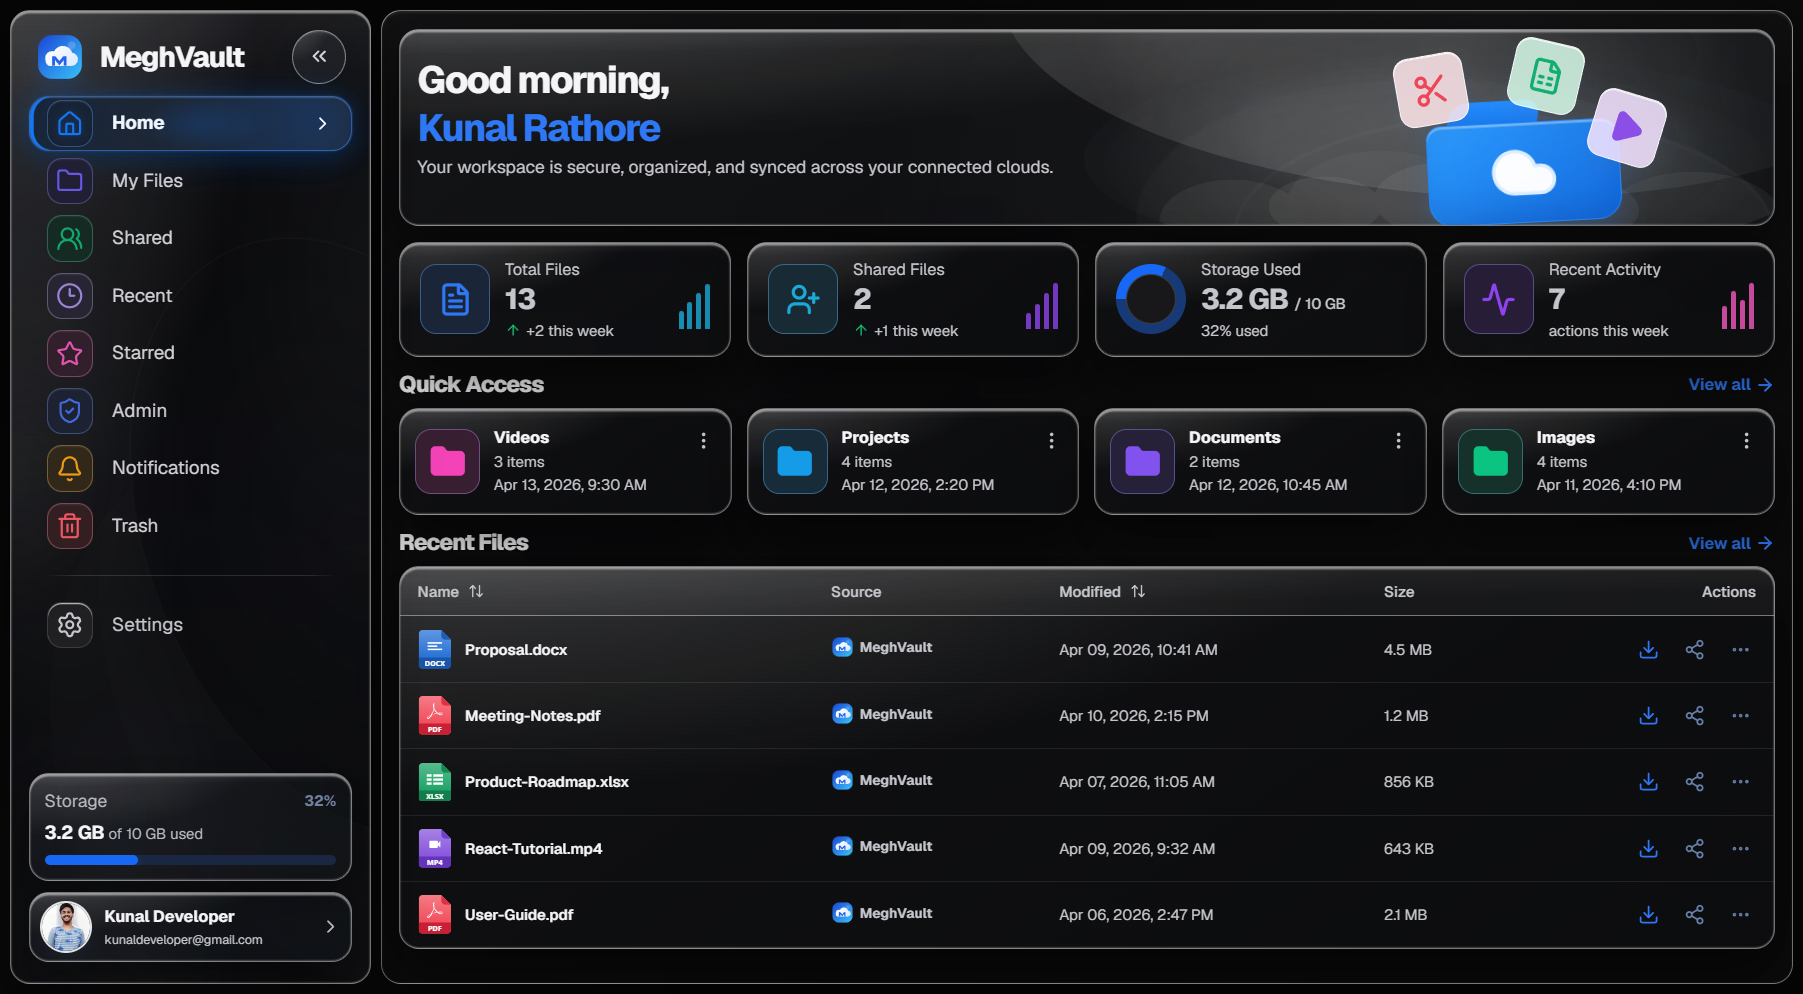 MeghVault
Home
My Files
Shared
Recent
Starred
Admin
Notifications
Trash
Settings
Storage 32%
3.2 GB of 10 GB used
Kunal Developer
kunaldeveloper@gmail.com
Good morning,
Kunal Rathore
Your workspace is secure, organized, and synced across your connected clouds.
Total Files
13
+2 this week
Shared Files
2
+1 this week
Storage Used
3.2 GB / 10 GB
32% used
Recent Activity
7
actions this week
Quick Access View all
Videos
3 items
Apr 13, 2026, 9:30 AM
Projects
4 items
Apr 12, 2026, 2:20 PM
Documents
2 items
Apr 12, 2026, 10:45 AM
Images
4 items
Apr 11, 2026, 4:10 PM
Recent Files View all
Name Source Modified Size Actions
DOCX Proposal.docx M MeghVault Apr 09, 2026, 10:41 AM 4.5 MB
PDF Meeting-Notes.pdf M MeghVault Apr 10, 2026, 2:15 PM 1.2 MB
XLSX Product-Roadmap.xlsx M MeghVault Apr 07, 2026, 11:05 AM 856 KB
MP4 React-Tutorial.mp4 M MeghVault Apr 09, 2026, 9:32 AM 643 KB
PDF User-Guide.pdf M MeghVault Apr 06, 2026, 2:47 PM 2.1 MB